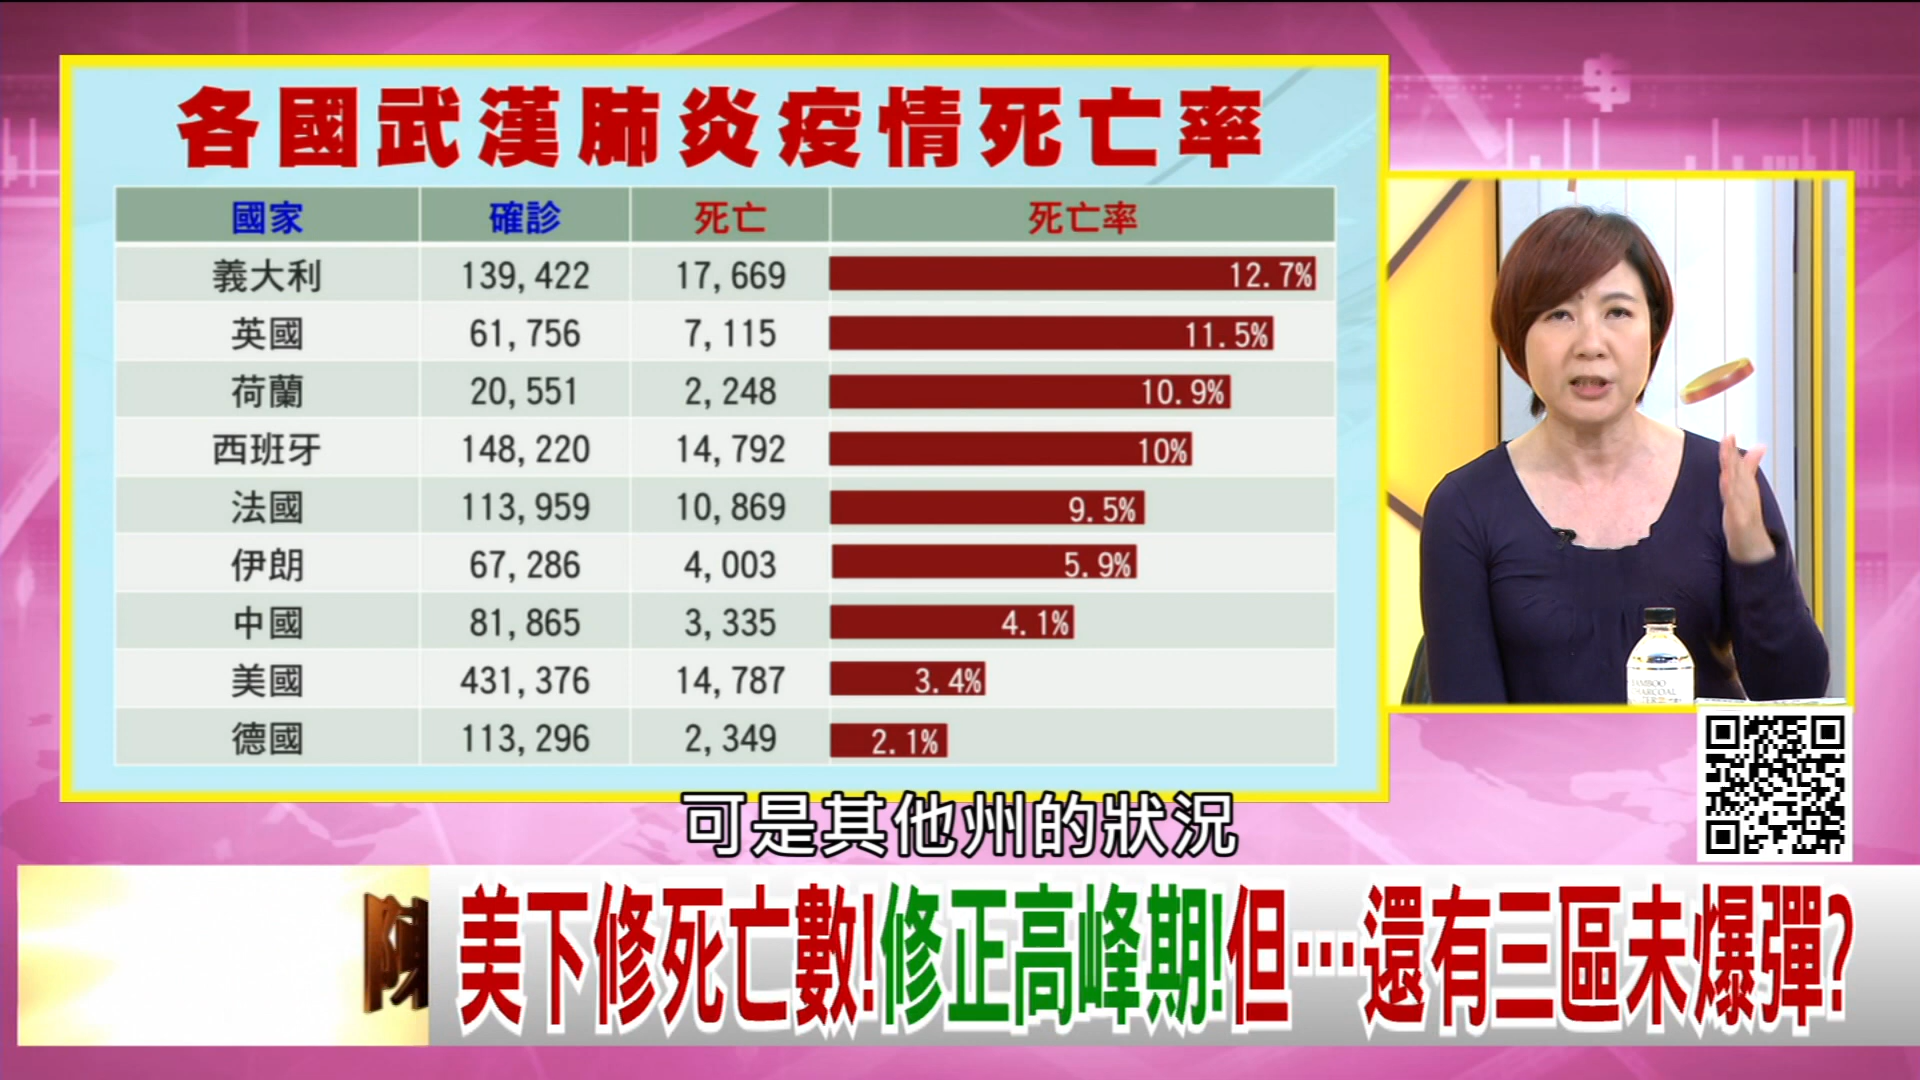 各國武漢肺炎疫情死亡率
國家 確診 死亡 死亡率
義大利 139,422 17,669 12.7%
英國 61,756 7,115 11.5%
荷蘭 20,551 2,248 10.9%
西班牙 148,220 14,792 10%
法國 113,959 10,869 9.5%
伊朗 67,286 4,003 5.9%
中國 81,865 3,335 4.1%
美國 431,376 14,787 3.4%
德國 113,296 2,349 2.1%
CHARCOAL
可是其他州的狀況
陳
美下修死亡數!修正高峰期!但…還有三區未爆彈?